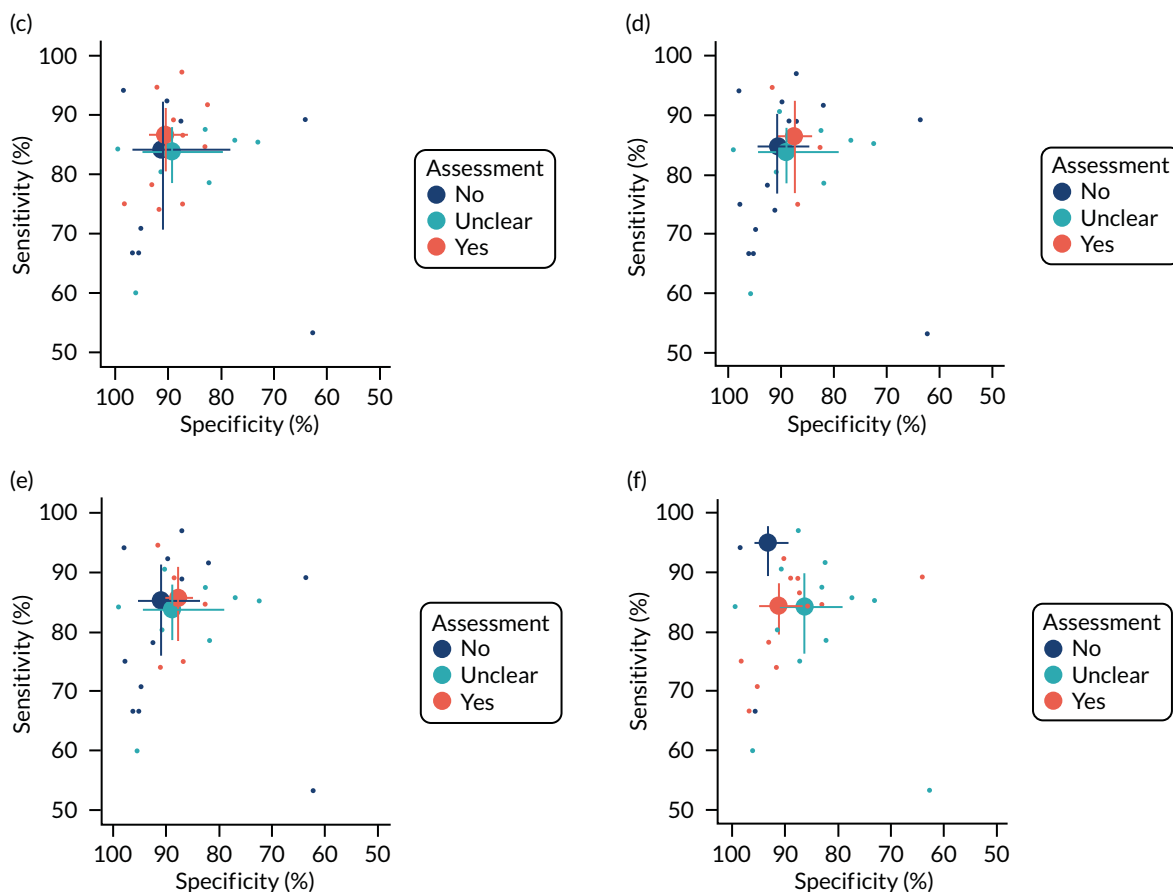 (c)
100
90
80
70
60
50
Sensitivity (%)
100 90 80 70 60 50
Specificity (%)
Assessment
No
Unclear
Yes
(d)
100
90
80
70
60
50
Sensitivity (%)
100 90 80 70 60 50
Specificity (%)
Assessment
No
Unclear
Yes
(e)
100
90
80
70
60
50
Sensitivity (%)
100 90 80 70 60 50
Specificity (%)
Assessment
No
Unclear
Yes
(f)
100
90
80
70
60
50
Sensitivity (%)
100 90 80 70 60 50
Specificity (%)
Assessment
No
Unclear
Yes